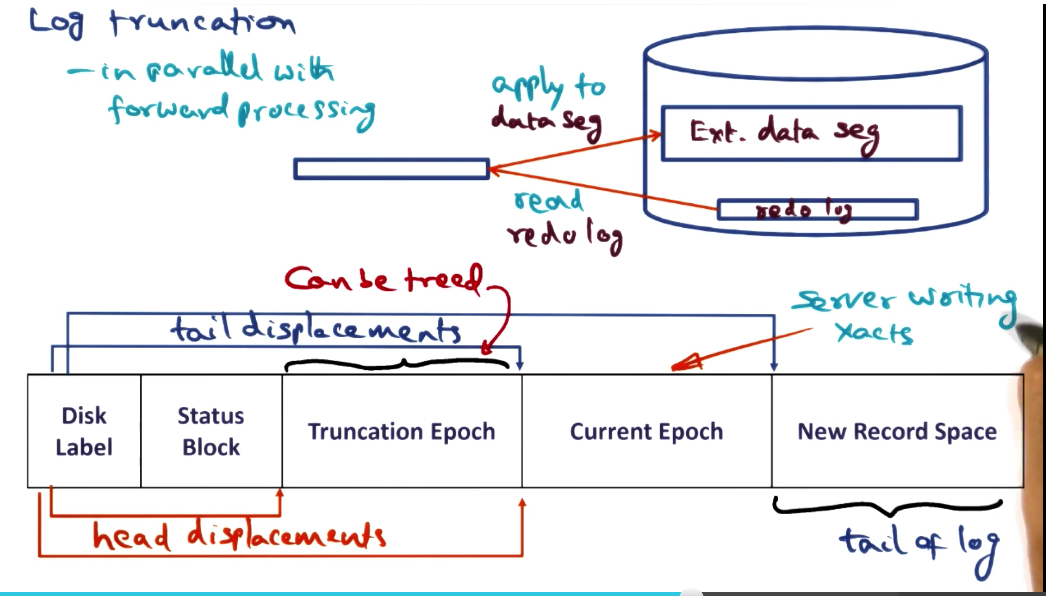 Log truncation
- in parallel with
forward processing
apply to
data seg
Ext. data seg
read
redo log
redo log
Can be freed
tail displacements
server writing
xacts
Disk
Label
Status
Block
Truncation Epoch
Current Epoch
New Record Space
head displacements
tail of log